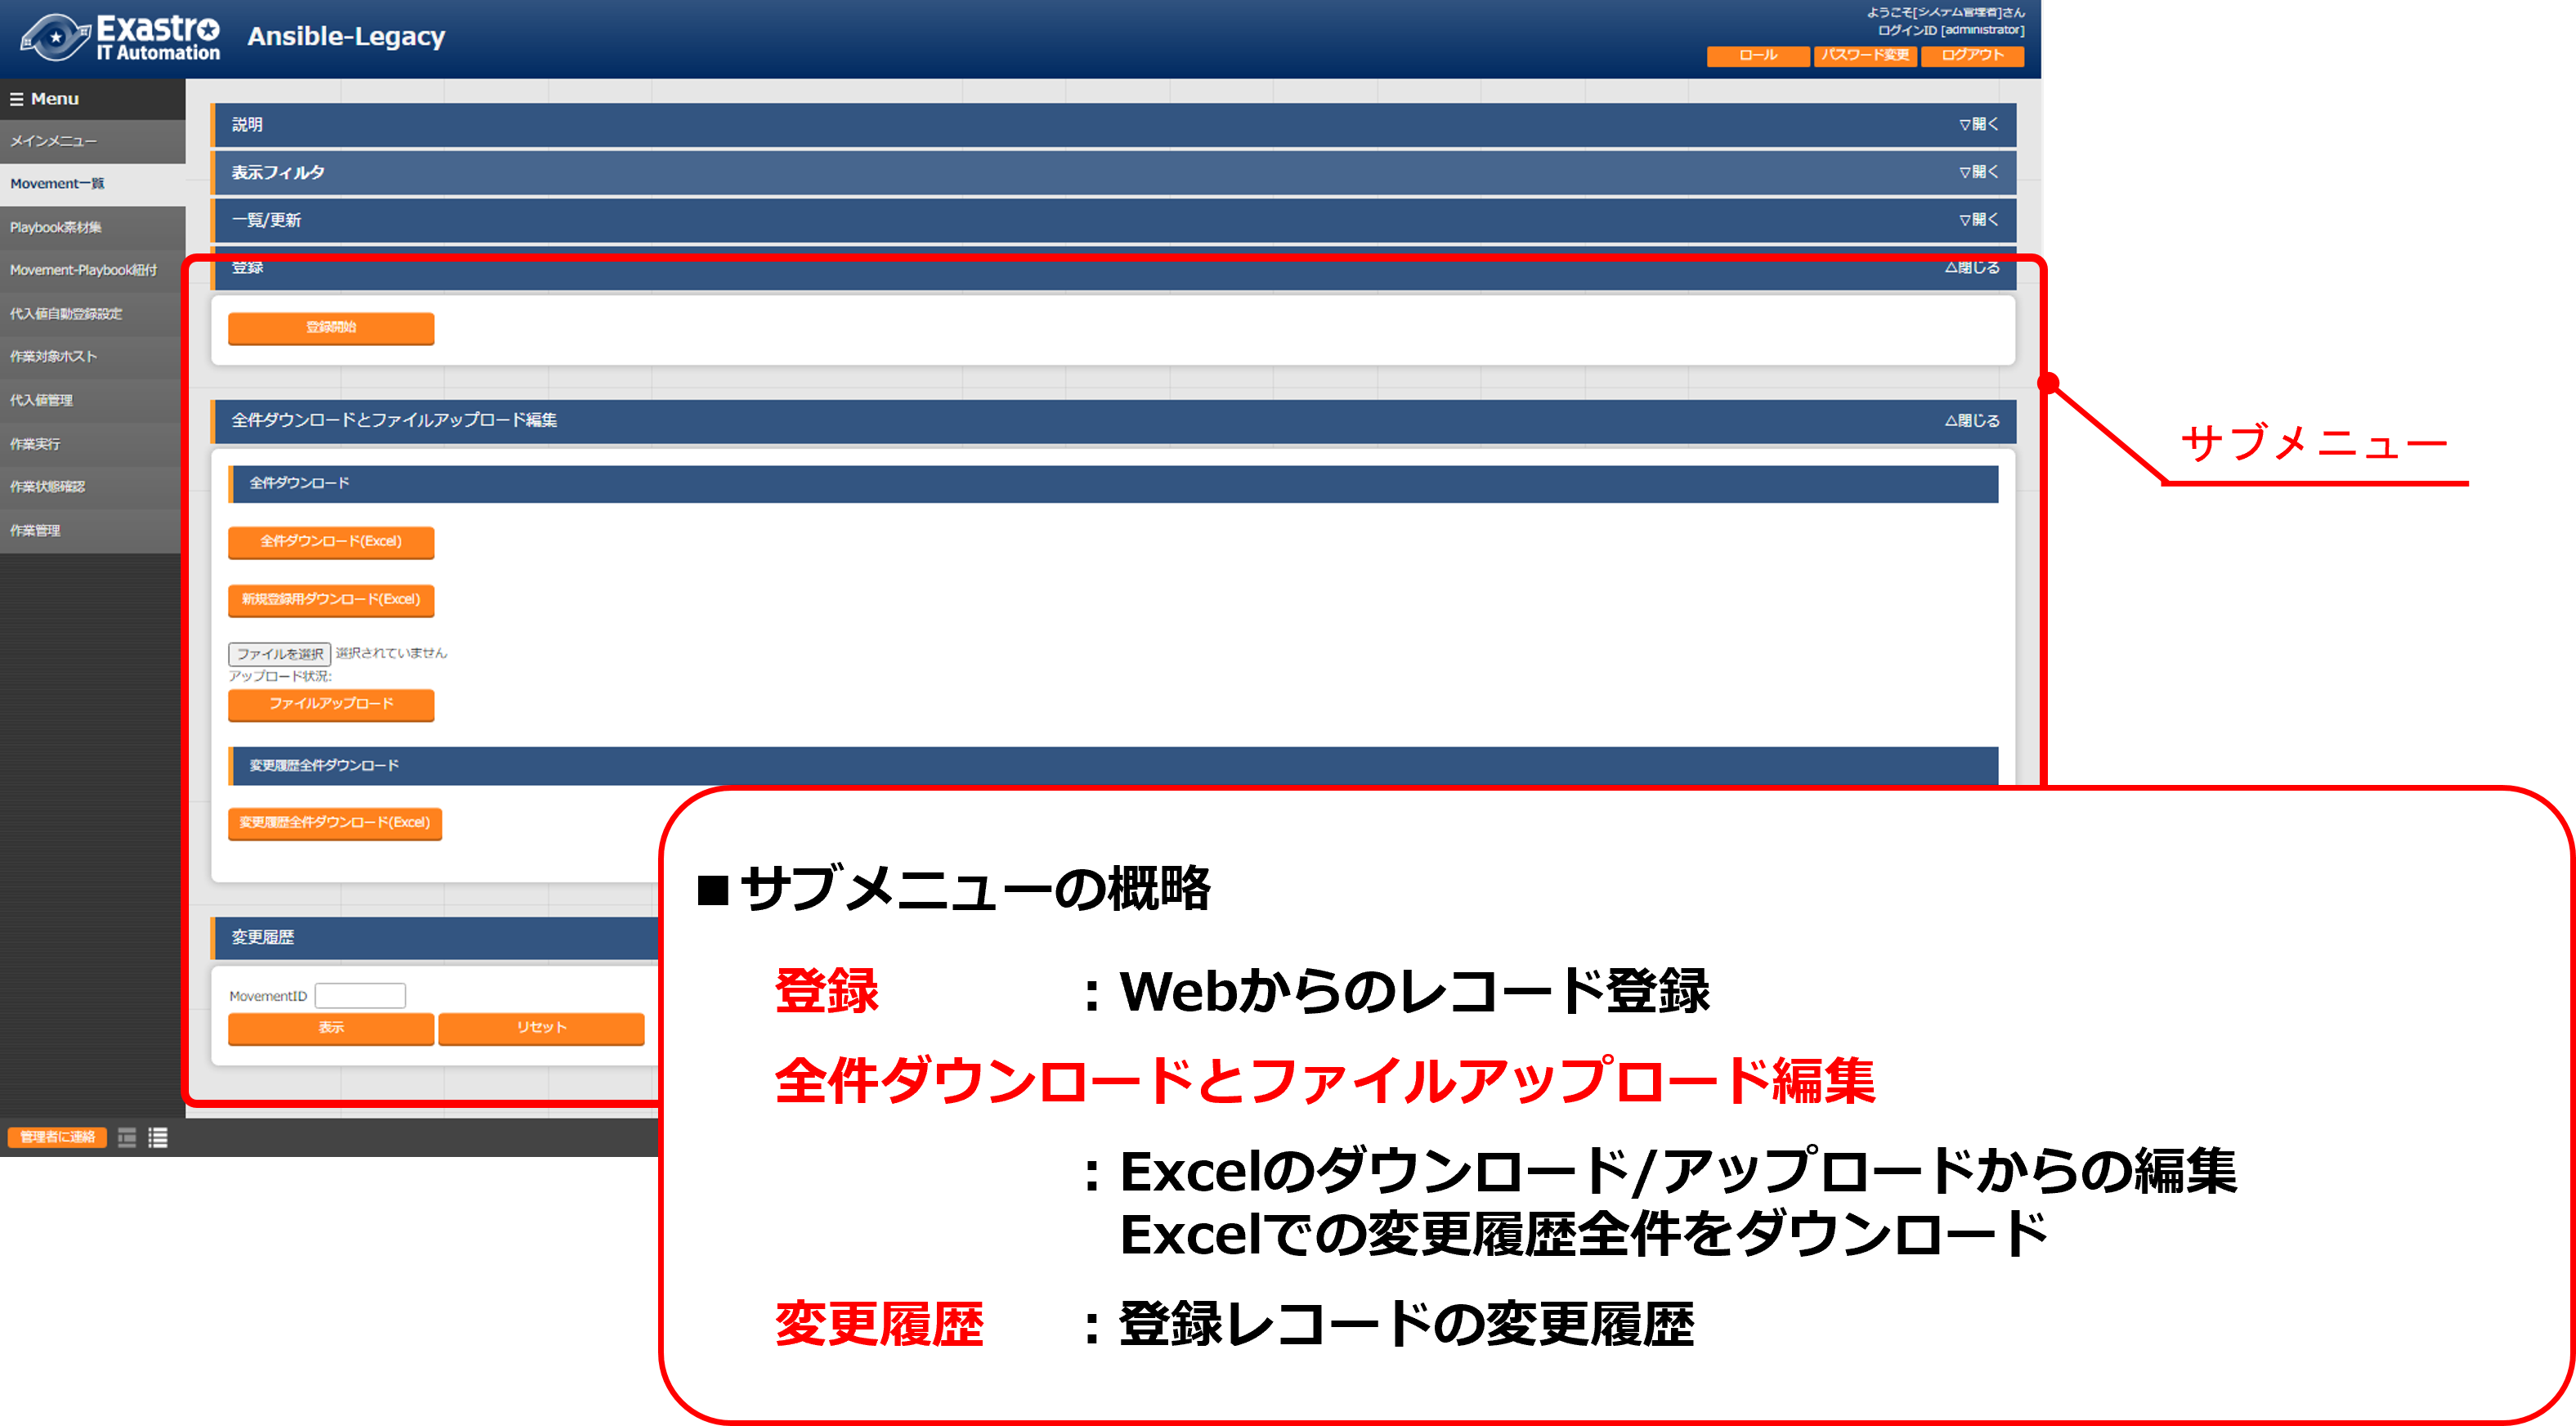 Exastro
IT Automation
Ansible-Legacy
ようこそ[システム管理者]さん
ログインID [administrator]
ロール パスワード変更 ログアウト
Menu
メインメニュー
Movement一覧
Playbook素材集
Movement-Playbook紐付
代入値自動登録設定
作業対象ホスト
代入値管理
作業実行
作業状態確認
作業管理
管理者に連絡
説明 ▽開く
表示フィルタ ▽開く
一覧/更新 ▽開く
登録 △閉じる
登録開始
全件ダウンロードとファイルアップロード編集 △閉じる
全件ダウンロード
全件ダウンロード(Excel)
新規登録用ダウンロード(Excel)
ファイルを選択 選択されていません
アップロード状況:
ファイルアップロード
変更履歴全件ダウンロード
変更履歴全件ダウンロード(Excel)
変更履歴
MovementID
表示 リセット
サブメニュー
■サブメニューの概略
登録 ：Webからのレコード登録
全件ダウンロードとファイルアップロード編集
：Excelのダウンロード/アップロードからの編集
Excelでの変更履歴全件をダウンロード
変更履歴 ：登録レコードの変更履歴